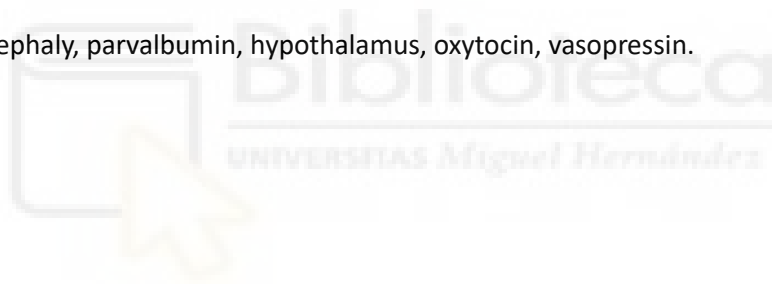 ephaly, parvalbumin, hypothalamus, oxytocin, vasopressin.
Biblioteca
UNIVERSITAS Miguel Hernández